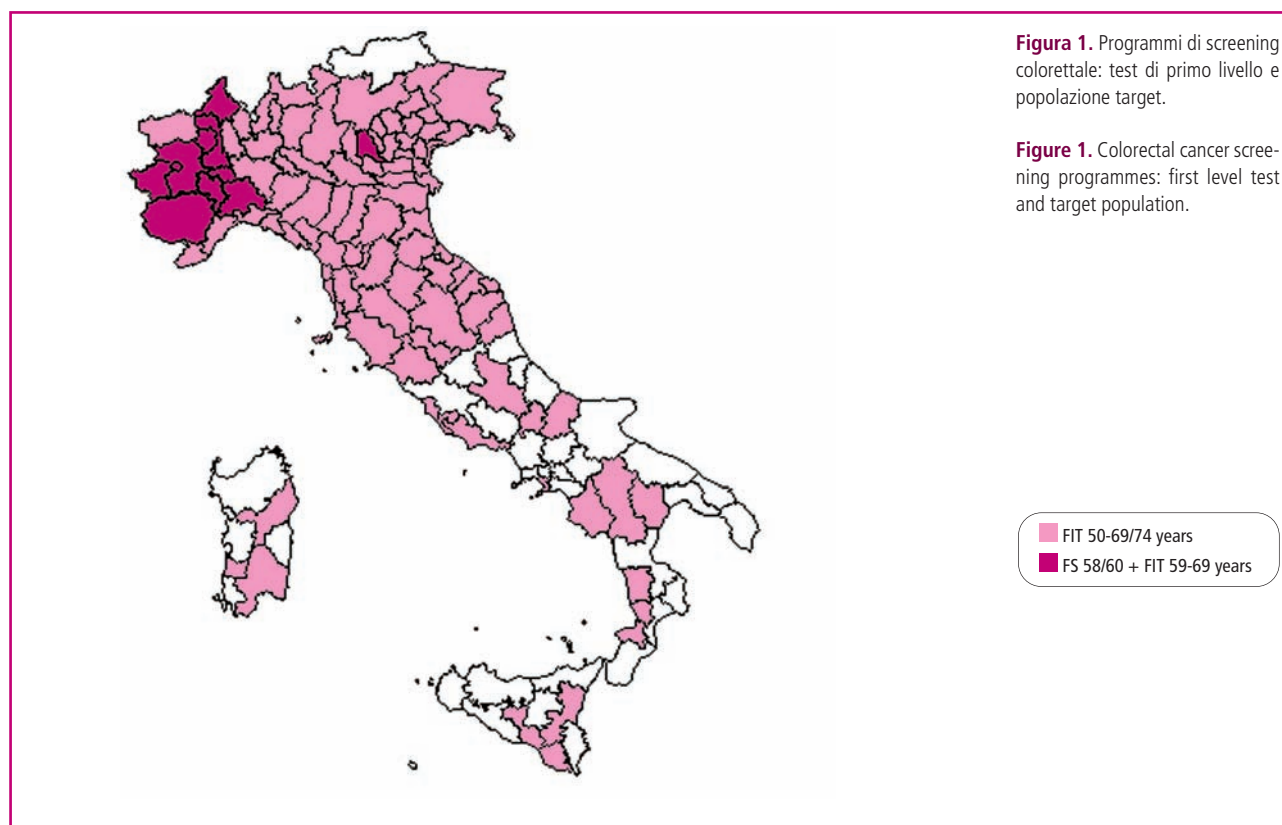 Figura 1. Programmi di screening
colorettale: test di primo livello e
popolazione target.
Figure 1. Colorectal cancer scree-
ning programmes: first level test
and target population.
FIT 50-69/74 years
FS 58/60 + FIT 59-69 years